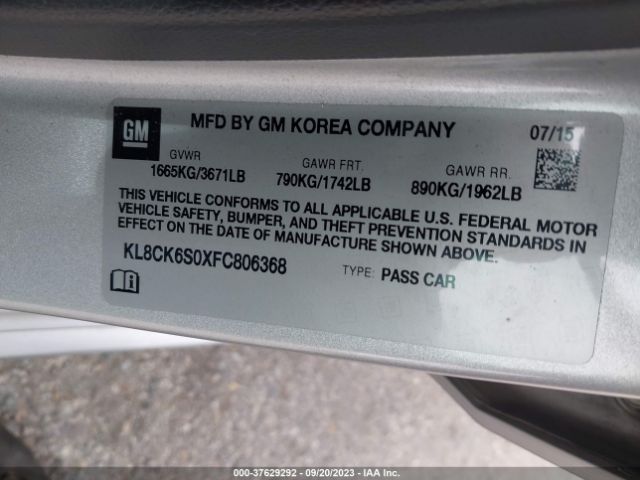 GM
MFD BY GM KOREA COMPANY
07/15
GVWR
1665KG/3671LB
GAWR FRT.
790KG/1742LB
GAWR RR.
890KG/1962LB
THIS VEHICLE CONFORMS TO ALL APPLICABLE U.S. FEDERAL MOTOR
VEHICLE SAFETY, BUMPER, AND THEFT PREVENTION STANDARDS IN
EFFECT ON THE DATE OF MANUFACTURE SHOWN ABOVE.
KL8CK6S0XFC806368
TYPE: PASS CAR
000-37629292 - 09/20/2023 - IAA Inc.